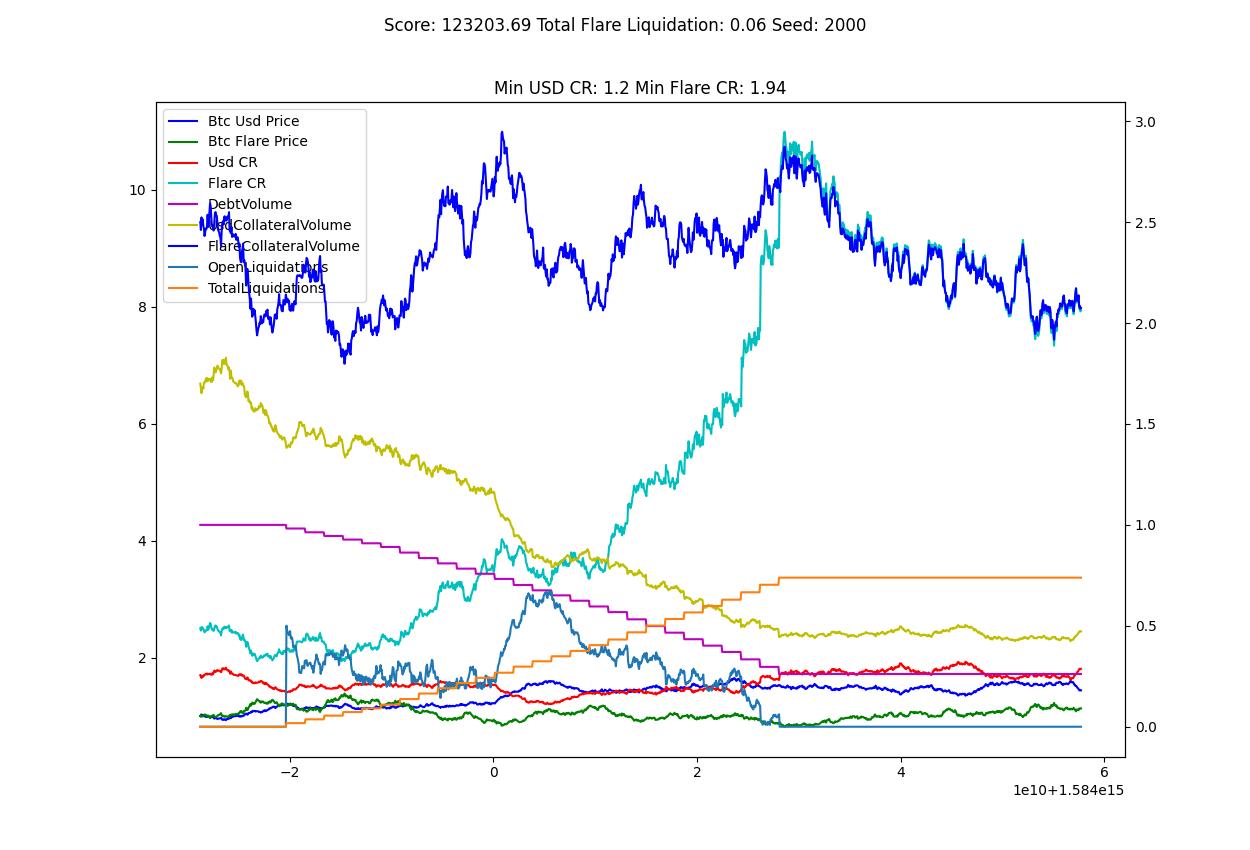 Score: 123203.69 Total Flare Liquidation: 0.06 Seed: 2000
Min USD CR: 1.2 Min Flare CR: 1.94
Btc Usd Price
Btc Flare Price
Usd CR
Flare CR
DebtVolume
UsdCollateralVolume
FlareCollateralVolume
OpenLiquidations
TotalLiquidations
10
8
6
4
2
3.0
2.5
2.0
1.5
1.0
0.5
0.0
−2
0
2
4
6
1e10+1.584e15